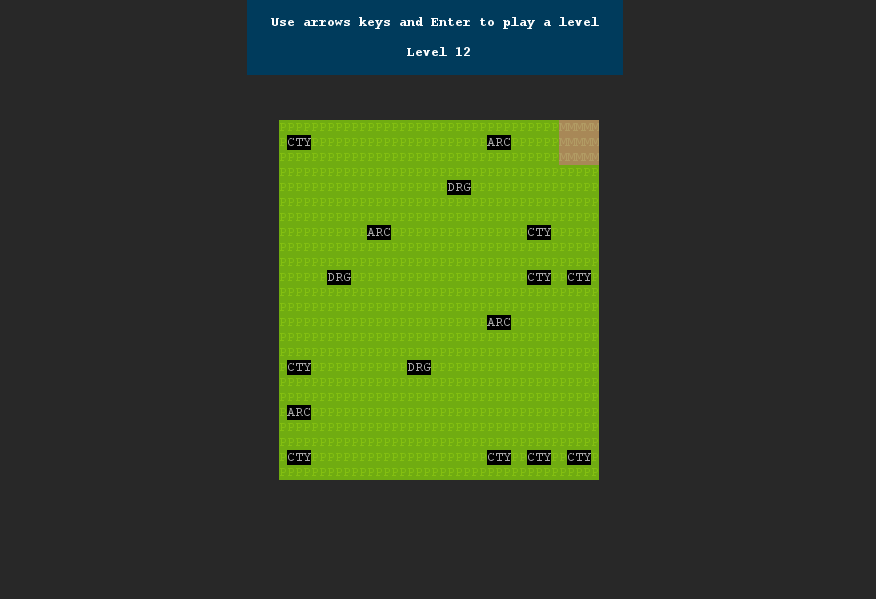 Use arrows keys and Enter to play a level
Level 12
CTY ARC
DRG
ARC CTY
DRG CTY CTY
ARC
CTY DRG
ARC
CTY CTY CTY CTY